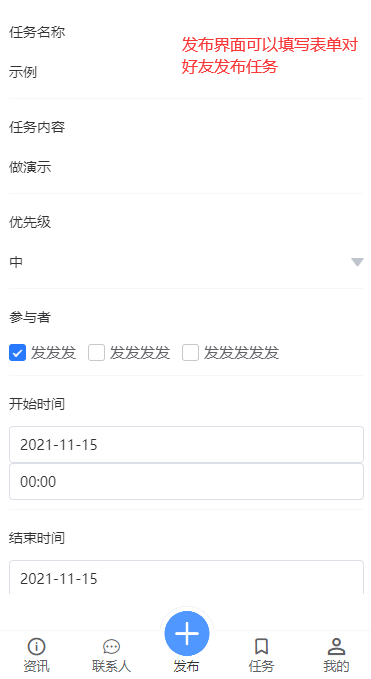 任务名称
发布界面可以填写表单对
好友发布任务
示例
任务内容
做演示
优先级
中
参与者
发发发 发发发发 发发发发发
开始时间
2021-11-15
00:00
结束时间
2021-11-15
资讯 联系人 发布 任务 我的